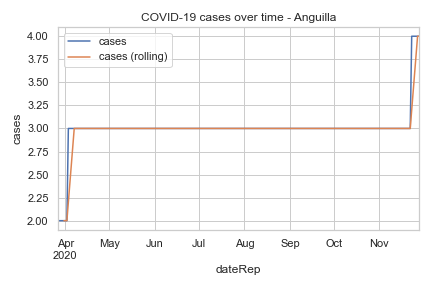 COVID-19 cases over time - Anguilla
cases
cases (rolling)
4.00
3.75
3.50
3.25
3.00
2.75
2.50
2.25
2.00
cases
Apr
2020
May
Jun
Jul
Aug
Sep
Oct
Nov
dateRep